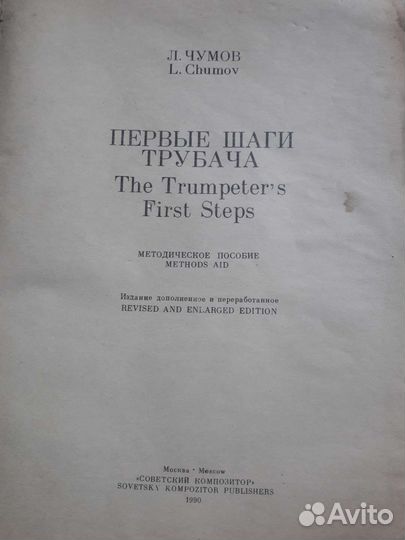 Л. ЧУМОВ
L. Chumov
ПЕРВЫЕ ШАГИ
ТРУБАЧА
The Trumpeter's
First Steps
МЕТОДИЧЕСКОЕ ПОСОБИЕ
METHODS AID
Издание дополненное и переработанное
REVISED AND ENLARGED EDITION
Москва · Moscow
«СОВЕТСКИЙ КОМПОЗИТОР»
SOVETSKY KOMPOZITOR PUBLISHERS
1990
Avito